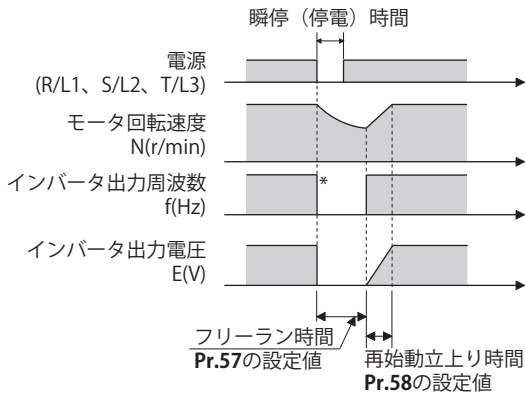 瞬停（停電）時間
電源
(R/L1、S/L2、T/L3)
モータ回転速度
N(r/min)
インバータ出力周波数
f(Hz)
*
インバータ出力電圧
E(V)
フリーラン時間
Pr.57の設定値
再始動立上り時間
Pr.58の設定値